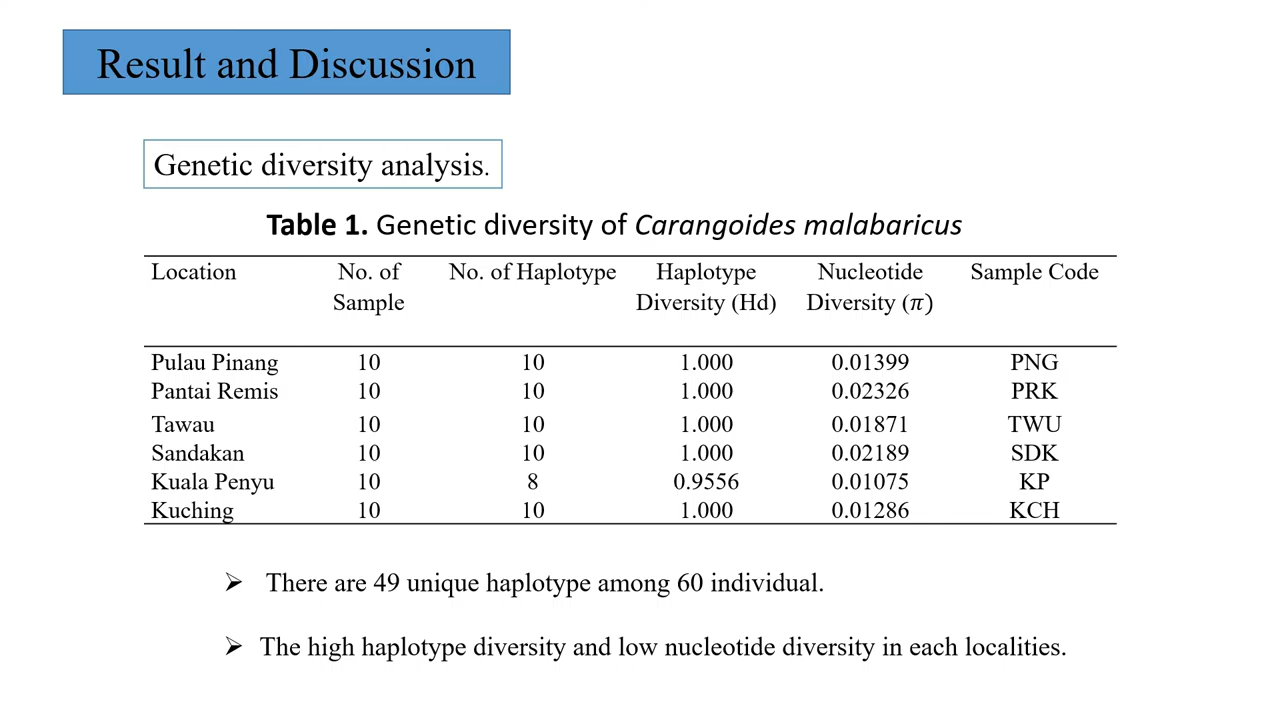 Result and Discussion
Genetic diversity analysis.
Table 1. Genetic diversity of Carangoides malabaricus
Location No. of Sample No. of Haplotype Haplotype Diversity (Hd) Nucleotide Diversity (π) Sample Code
Pulau Pinang 10 10 1.000 0.01399 PNG
Pantai Remis 10 10 1.000 0.02326 PRK
Tawau 10 10 1.000 0.01871 TWU
Sandakan 10 10 1.000 0.02189 SDK
Kuala Penyu 10 8 0.9556 0.01075 KP
Kuching 10 10 1.000 0.01286 KCH
➢ There are 49 unique haplotype among 60 individual.
➢ The high haplotype diversity and low nucleotide diversity in each localities.